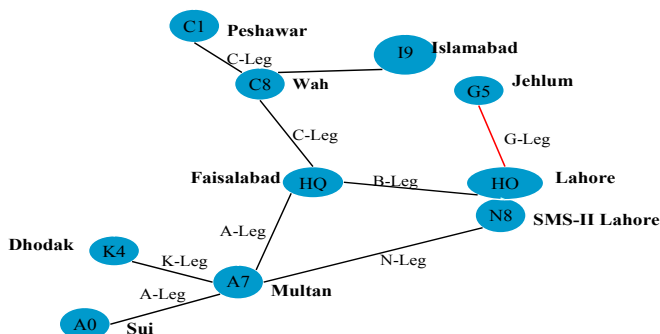 C1
Peshawar
C-Leg
I9
Islamabad
C8
Wah
G5
Jehlum
C-Leg
G-Leg
Faisalabad
HQ
B-Leg
HO
Lahore
N8
SMS-II Lahore
A-Leg
Dhodak
K4
K-Leg
N-Leg
A7
Multan
A-Leg
A0
Sui